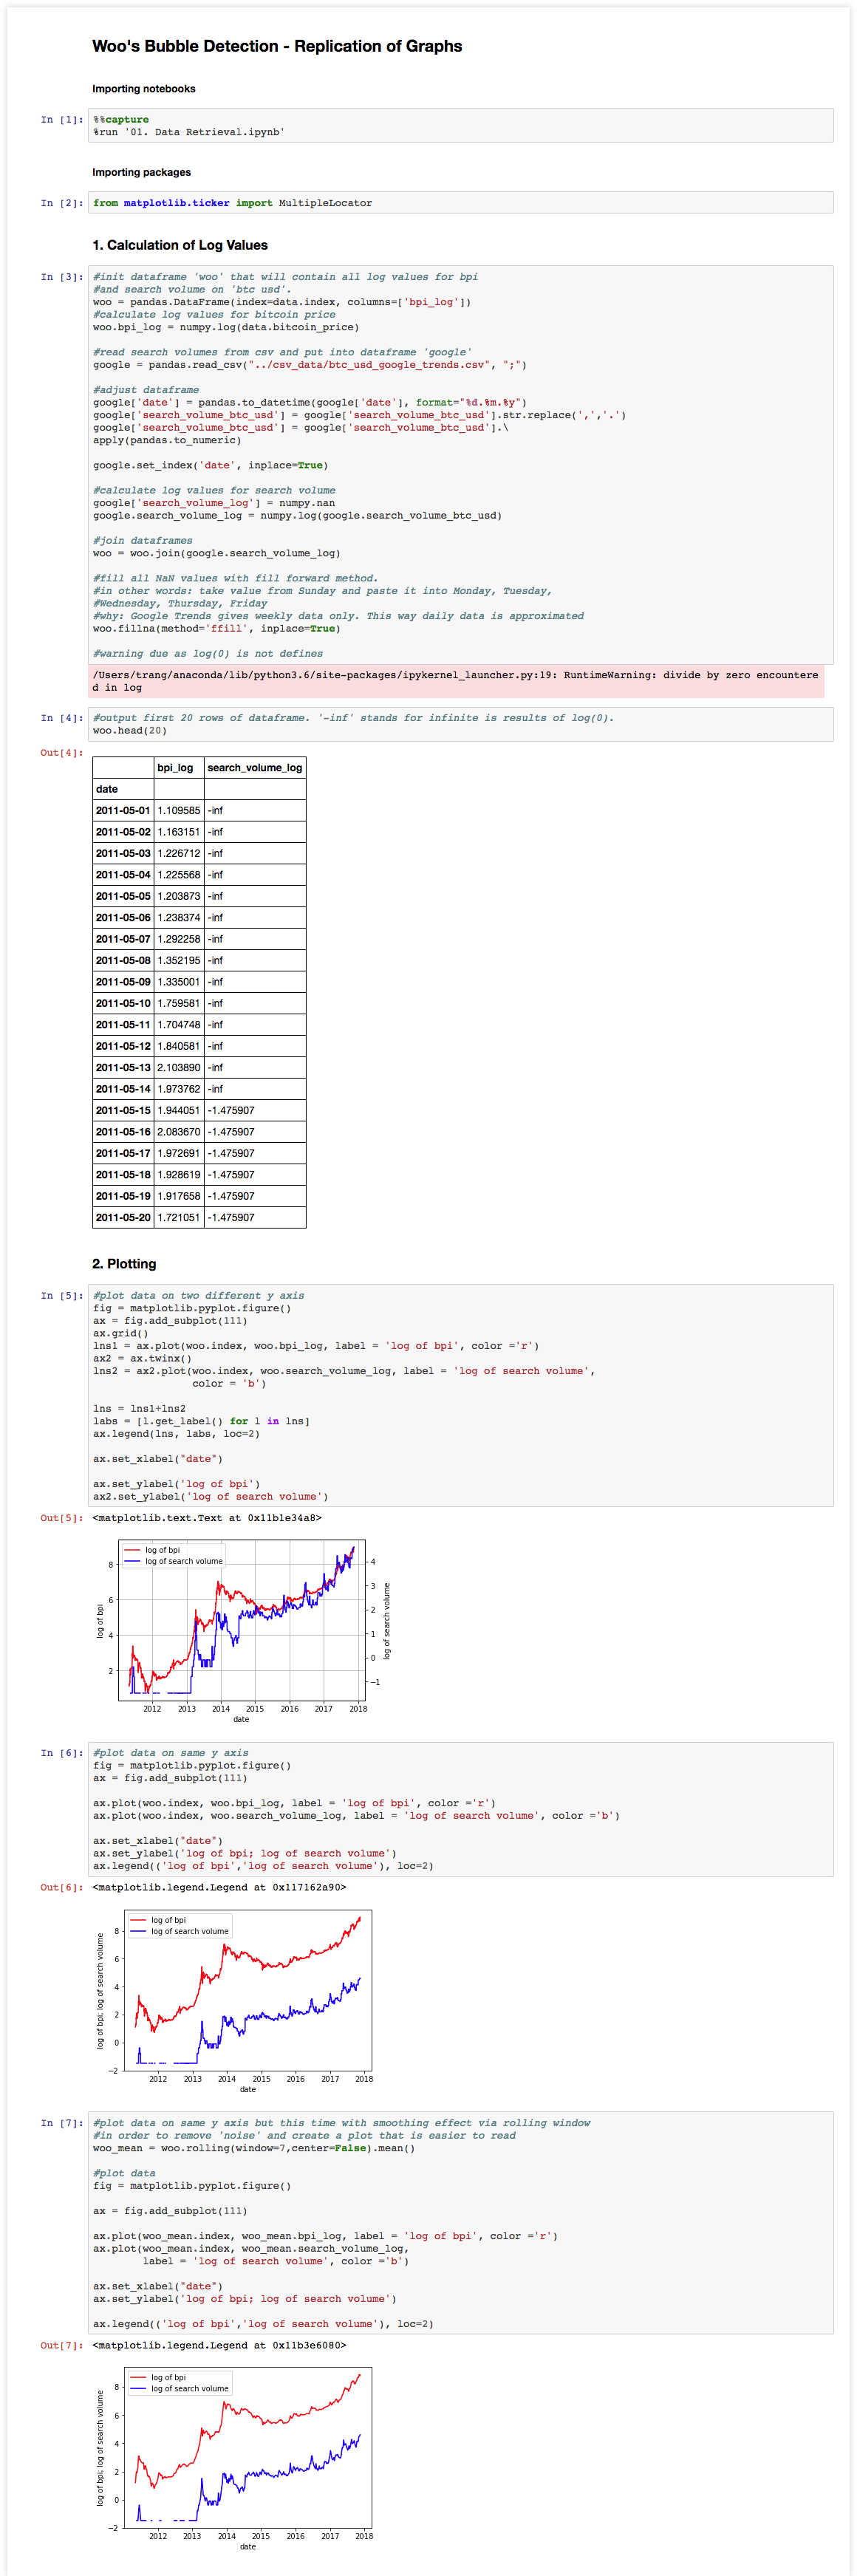 Woo's Bubble Detection - Replication of Graphs
Importing notebooks
In [1]:
%%capture
%run '01. Data Retrieval.ipynb'
Importing packages
In [2]:
from matplotlib.ticker import MultipleLocator
1. Calculation of Log Values
In [3]:
#init dataframe 'woo' that will contain all log values for bpi
#and search volume on 'btc usd'.
woo = pandas.DataFrame(index=data.index, columns=['bpi_log'])
#calculate log values for bitcoin price
woo.bpi_log = numpy.log(data.bitcoin_price)
#read search volumes from csv and put into dataframe 'google'
google = pandas.read_csv("../csv_data/btc_usd_google_trends.csv", ";")
#adjust dataframe
google['date'] = pandas.to_datetime(google['date'], format="%d.%m.%y")
google['search_volume_btc_usd'] = google['search_volume_btc_usd'].str.replace(',','.')
google['search_volume_btc_usd'] = google['search_volume_btc_usd'].\
apply(pandas.to_numeric)
google.set_index('date', inplace=True)
#calculate log values for search volume
google['search_volume_log'] = numpy.nan
google.search_volume_log = numpy.log(google.search_volume_btc_usd)
#join dataframes
woo = woo.join(google.search_volume_log)
#fill all NaN values with fill forward method.
#in other words: take value from Sunday and paste it into Monday, Tuesday,
#Wednesday, Thursday, Friday
#why: Google Trends gives weekly data only. This way daily data is approximated
woo.fillna(method='ffill', inplace=True)
#warning due as log(0) is not defines
/Users/trang/anaconda/lib/python3.6/site-packages/ipykernel_launcher.py:19: RuntimeWarning: divide by zero encountere
d in log
In [4]:
#output first 20 rows of dataframe. '-inf' stands for infinite is results of log(0).
woo.head(20)
Out[4]:
bpi_log search_volume_log
date
2011-05-01 1.109585 -inf
2011-05-02 1.163151 -inf
2011-05-03 1.226712 -inf
2011-05-04 1.225568 -inf
2011-05-05 1.203873 -inf
2011-05-06 1.238374 -inf
2011-05-07 1.292258 -inf
2011-05-08 1.352195 -inf
2011-05-09 1.335001 -inf
2011-05-10 1.759581 -inf
2011-05-11 1.704748 -inf
2011-05-12 1.840581 -inf
2011-05-13 2.103890 -inf
2011-05-14 1.973762 -inf
2011-05-15 1.944051 -1.475907
2011-05-16 2.083670 -1.475907
2011-05-17 1.972691 -1.475907
2011-05-18 1.928619 -1.475907
2011-05-19 1.917658 -1.475907
2011-05-20 1.721051 -1.475907
2. Plotting
In [5]:
#plot data on two different y axis
fig = matplotlib.pyplot.figure()
ax = fig.add_subplot(111)
ax.grid()
lns1 = ax.plot(woo.index, woo.bpi_log, label = 'log of bpi', color ='r')
ax2 = ax.twinx()
lns2 = ax2.plot(woo.index, woo.search_volume_log, label = 'log of search volume',
color = 'b')
lns = lns1+lns2
labs = [l.get_label() for l in lns]
ax.legend(lns, labs, loc=2)
ax.set_xlabel("date")
ax.set_ylabel('log of bpi')
ax2.set_ylabel('log of search volume')
Out[5]:
<matplotlib.text.Text at 0x11b1e34a8>
log of bpi
log of search volume
8
6
4
2
log of bpi
4
3
2
1
0
−1
log of search volume
2012 2013 2014 2015 2016 2017 2018
date
In [6]:
#plot data on same y axis
fig = matplotlib.pyplot.figure()
ax = fig.add_subplot(111)
ax.plot(woo.index, woo.bpi_log, label = 'log of bpi', color ='r')
ax.plot(woo.index, woo.search_volume_log, label = 'log of search volume', color ='b')
ax.set_xlabel("date")
ax.set_ylabel('log of bpi; log of search volume')
ax.legend(('log of bpi','log of search volume'), loc=2)
Out[6]:
<matplotlib.legend.Legend at 0x117162a90>
log of bpi
log of search volume
8
6
4
2
0
−2
log of bpi; log of search volume
2012 2013 2014 2015 2016 2017 2018
date
In [7]:
#plot data on same y axis but this time with smoothing effect via rolling window
#in order to remove 'noise' and create a plot that is easier to read
woo_mean = woo.rolling(window=7,center=False).mean()
#plot data
fig = matplotlib.pyplot.figure()
ax = fig.add_subplot(111)
ax.plot(woo_mean.index, woo_mean.bpi_log, label = 'log of bpi', color ='r')
ax.plot(woo_mean.index, woo_mean.search_volume_log,
label = 'log of search volume', color ='b')
ax.set_xlabel("date")
ax.set_ylabel('log of bpi; log of search volume')
ax.legend(('log of bpi','log of search volume'), loc=2)
Out[7]:
<matplotlib.legend.Legend at 0x11b3e6080>
log of bpi
log of search volume
8
6
4
2
0
−2
log of bpi; log of search volume
2012 2013 2014 2015 2016 2017 2018
date